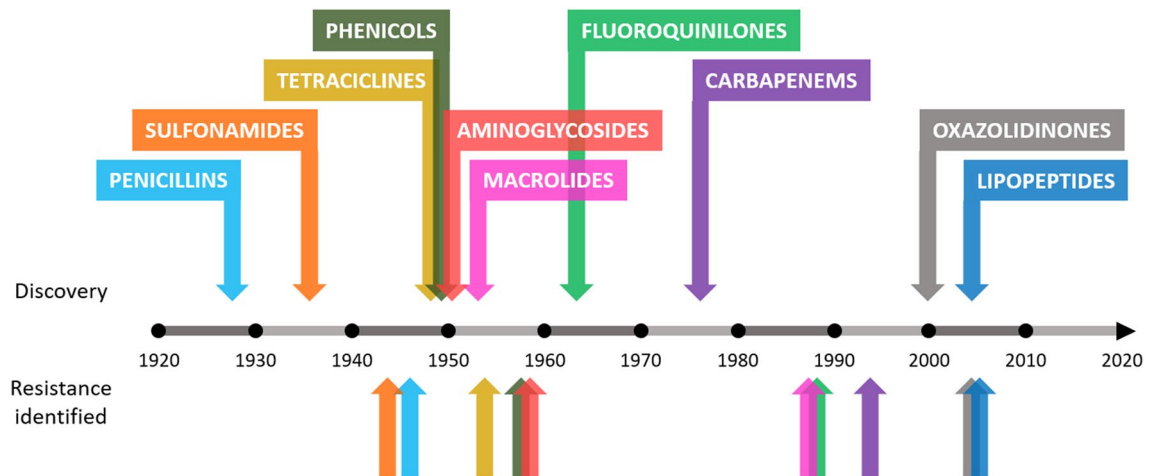 PHENICOLS
FLUOROQUINILONES
TETRACICLINES
CARBAPENEMS
SULFONAMIDES
AMINOGLYCOSIDES
OXAZOLIDINONES
PENICILLINS
MACROLIDES
LIPOPEPTIDES
Discovery
1920 1930 1940 1950 1960 1970 1980 1990 2000 2010 2020
Resistance
identified